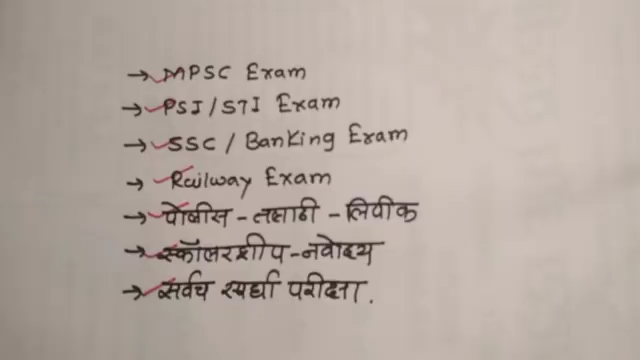 → MPSC Exam
→ PSI/STI Exam
→ SSC / Banking Exam
→ Railway Exam
→ पोलीस - तलाठी - लिपीक
→ स्कॉलरशीप - नवोदय
→ सर्वच स्पर्धा परीक्षा.